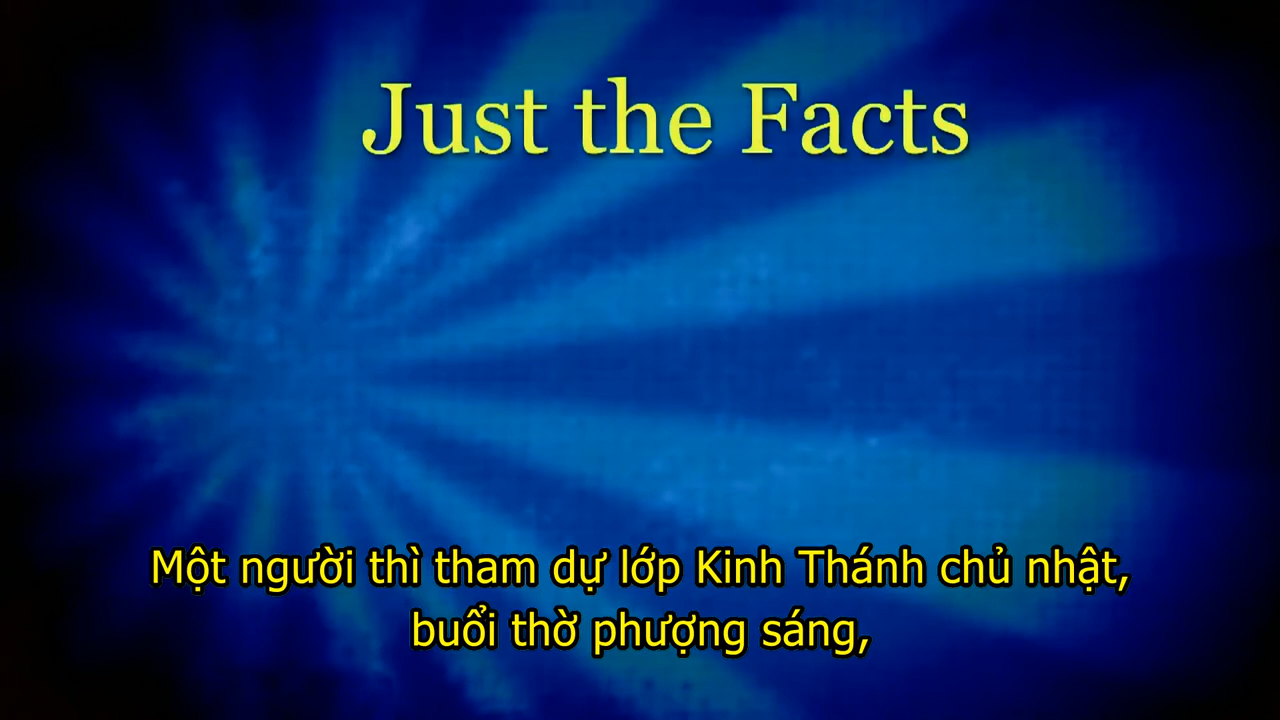 Just the Facts
Một người thì tham dự lớp Kinh Thánh chủ nhật,
buổi thờ phượng sáng,